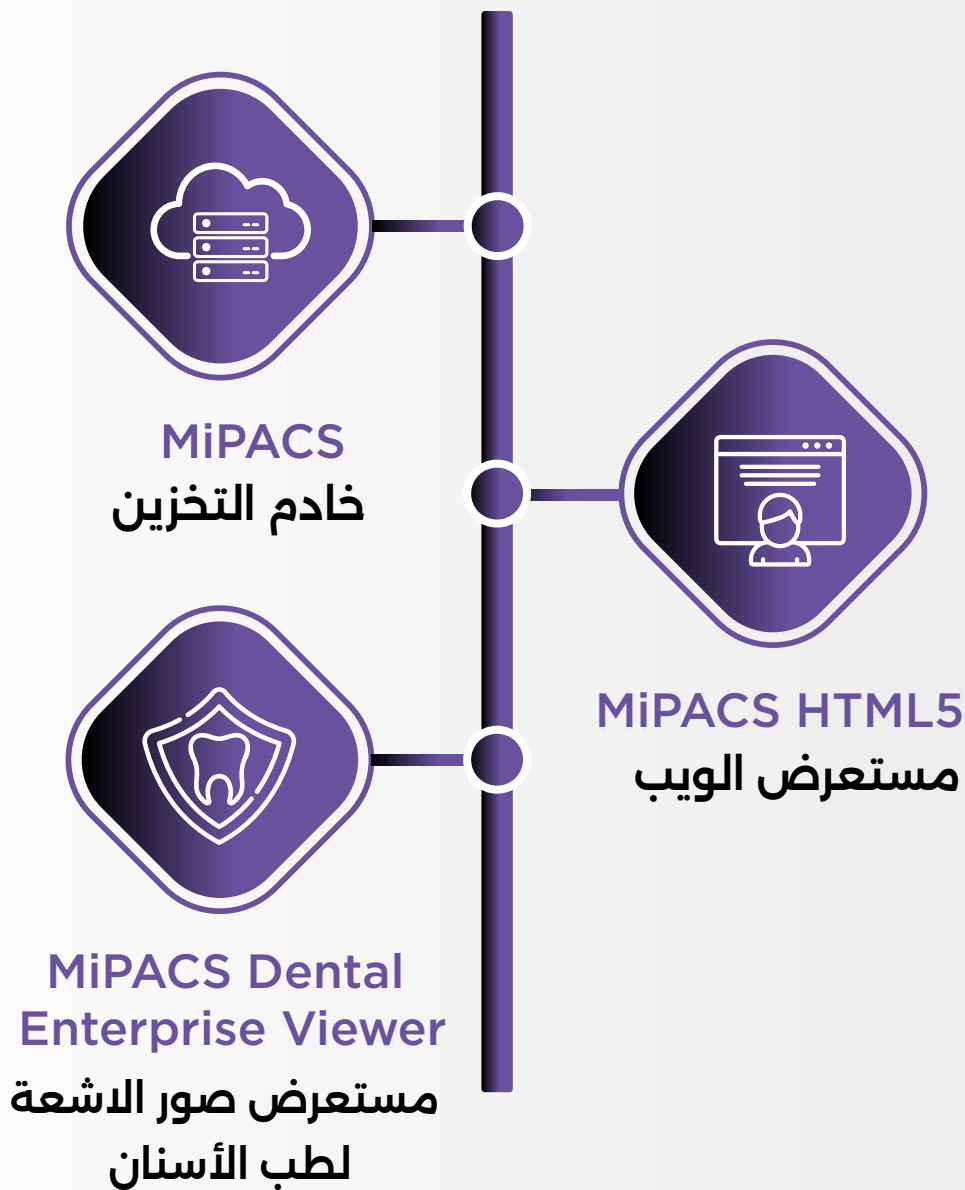 MiPACS
خادم التخزين
MiPACS HTML5
مستعرض الويب
MiPACS Dental
Enterprise Viewer
مستعرض صور الاشعة
لطب الأسنان